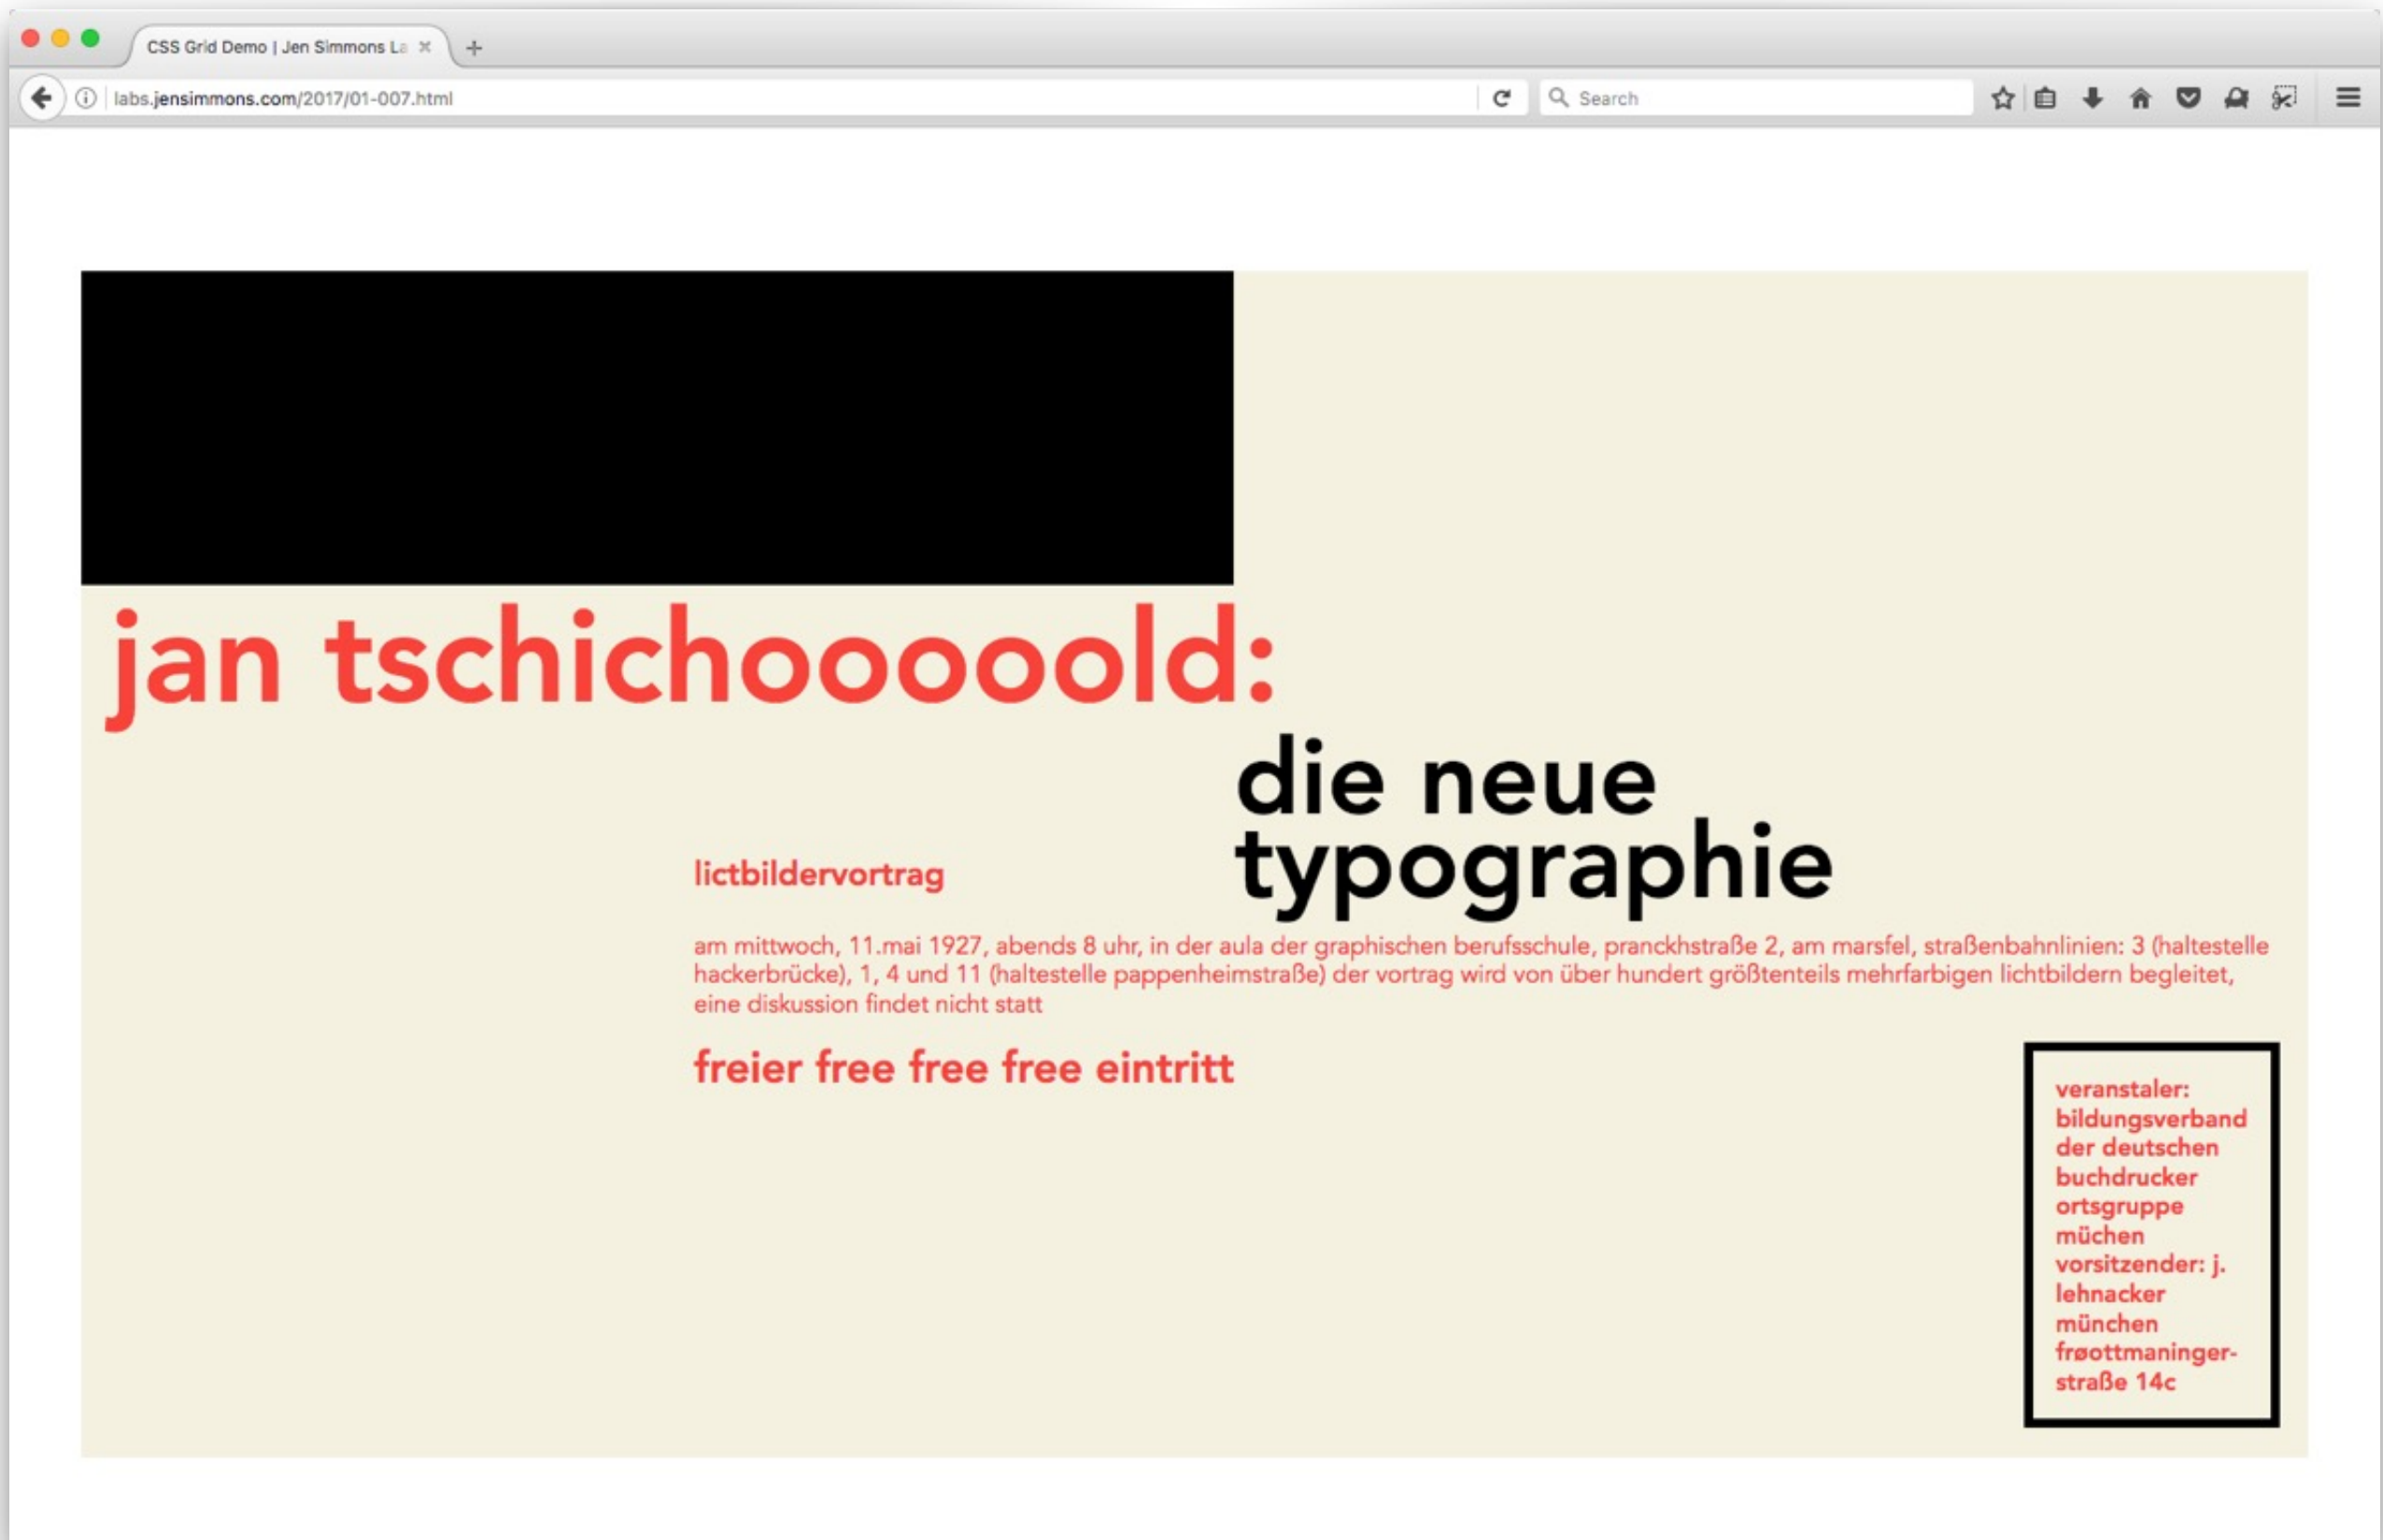 CSS Grid Demo | Jen Simmons La
labs.jensimmons.com/2017/01-007.html
Search
jan tschichooooold:
die neue
typographie
lictbildervortrag
am mittwoch, 11.mai 1927, abends 8 uhr, in der aula der graphischen berufsschule, pranckhstraße 2, am marsfel, straßenbahnlinien: 3 (haltestelle
hackerbrücke), 1, 4 und 11 (haltestelle pappenheimstraße) der vortrag wird von über hundert größtenteils mehrfarbigen lichtbildern begleitet,
eine diskussion findet nicht statt
freier free free free eintritt
veranstaler:
bildungsverband
der deutschen
buchdrucker
ortsgruppe
müchen
vorsitzender: j.
lehnacker
münchen
frøottmaninger-
straße 14c